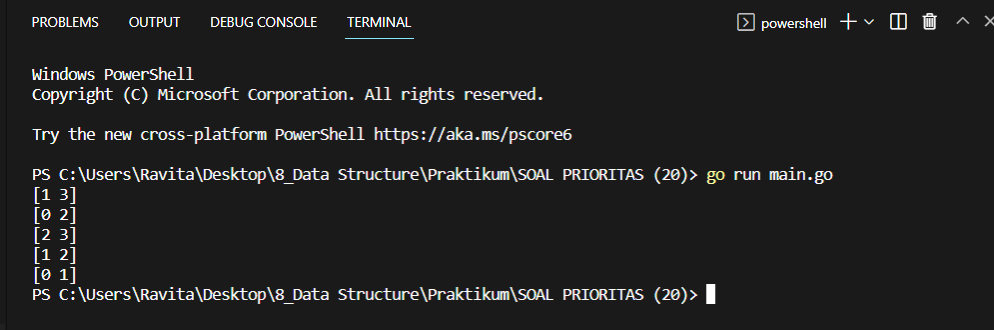 PROBLEMS OUTPUT DEBUG CONSOLE TERMINAL powershell
Windows PowerShell
Copyright (C) Microsoft Corporation. All rights reserved.
Try the new cross-platform PowerShell https://aka.ms/pscore6
PS C:\Users\Ravita\Desktop\8_Data Structure\Praktikum\SOAL PRIORITAS (20)> go run main.go
[1 3]
[0 2]
[2 3]
[1 2]
[0 1]
PS C:\Users\Ravita\Desktop\8_Data Structure\Praktikum\SOAL PRIORITAS (20)>